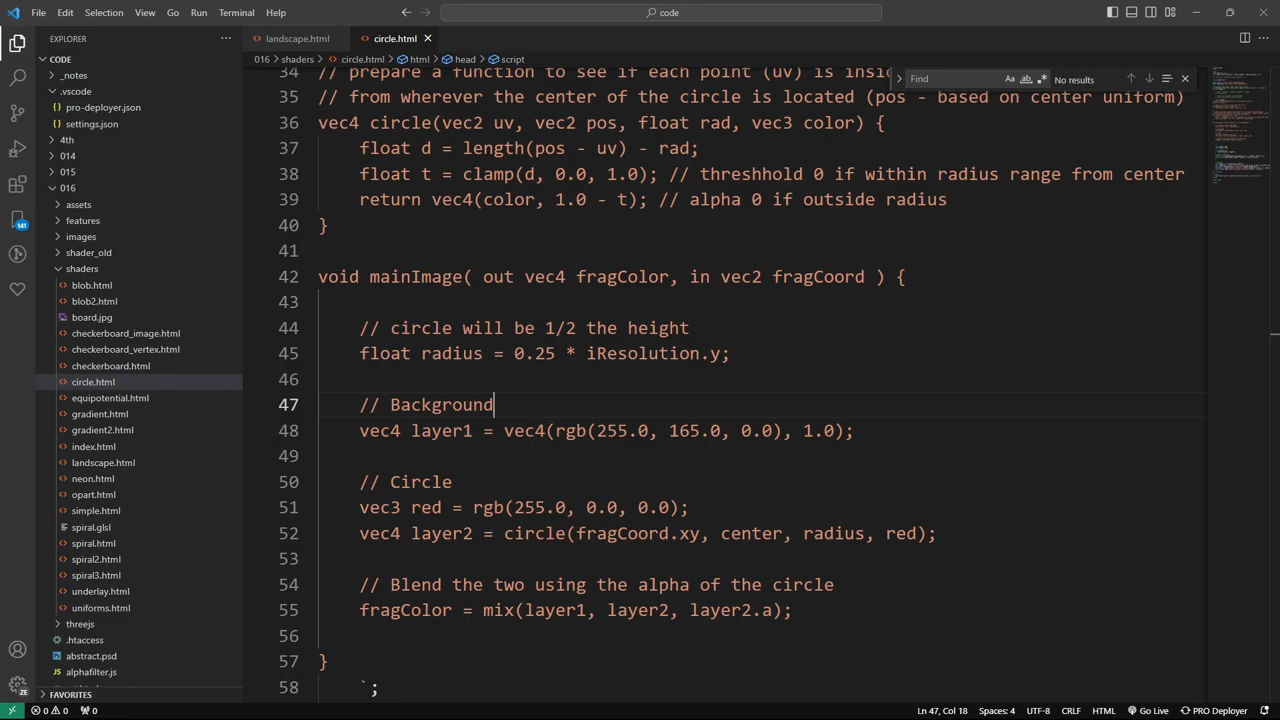 File Edit Selection View Go Run Terminal Help
code
EXPLORER
landscape.html
circle.html
016 > shaders > circle.html > html > head > script
CODE
_notes
.vscode
pro-deployer.json
settings.json
4th
014
015
016
assets
features
images
shader_old
shaders
blob.html
blob2.html
board.jpg
checkerboard_image.html
checkerboard_vertex.html
checkerboard.html
circle.html
equipotential.html
gradient.html
gradient2.html
index.html
landscape.html
neon.html
opart.html
simple.html
spiral.glsl
spiral.html
spiral2.html
spiral3.html
underlay.html
uniforms.html
threejs
.htaccess
abstract.psd
alphafilter.js
FAVORITES
141
ZE
Find
Aa ab .*
No results
34 // prepare a function to see if each point (uv) is insi
35 // from wherever the center of the circle is located (pos - based on center uniform)
36 vec4 circle(vec2 uv, vec2 pos, float rad, vec3 color) {
37 float d = length(pos - uv) - rad;
38 float t = clamp(d, 0.0, 1.0); // threshhold 0 if within radius range from center
39 return vec4(color, 1.0 - t); // alpha 0 if outside radius
40 }
41
42 void mainImage( out vec4 fragColor, in vec2 fragCoord ) {
43
44 // circle will be 1/2 the height
45 float radius = 0.25 * iResolution.y;
46
47 // Background
48 vec4 layer1 = vec4(rgb(255.0, 165.0, 0.0), 1.0);
49
50 // Circle
51 vec3 red = rgb(255.0, 0.0, 0.0);
52 vec4 layer2 = circle(fragCoord.xy, center, radius, red);
53
54 // Blend the two using the alpha of the circle
55 fragColor = mix(layer1, layer2, layer2.a);
56
57 }
58 `;
0 0 0
Ln 47, Col 18 Spaces: 4 UTF-8 CRLF HTML Go Live PRO Deployer